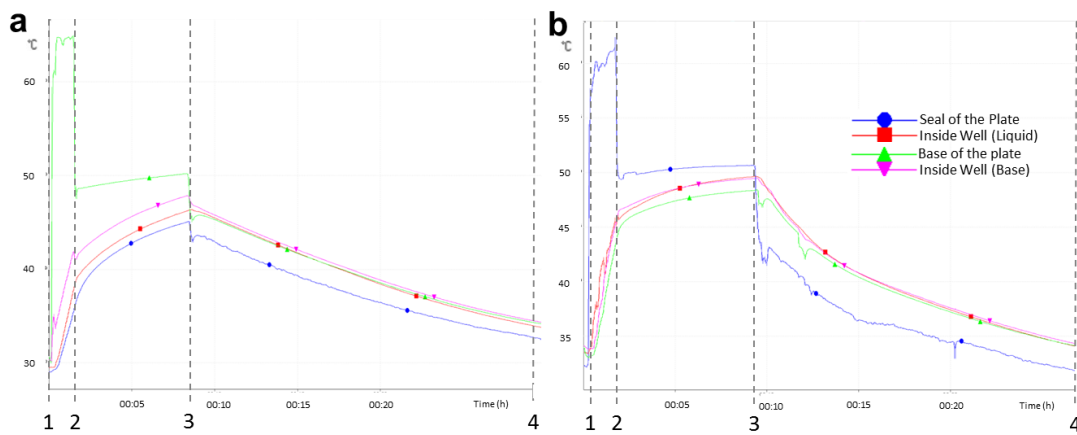 a
°C
60
50
40
30
00:05
00:10
00:15
00:20
Time (h)
1
2
3
4
b
°C
65
60
55
50
45
40
35
Seal of the Plate
Inside Well (Liquid)
Base of the plate
Inside Well (Base)
00:05
00:10
00:15
00:20
Time (h)
1
2
3
4